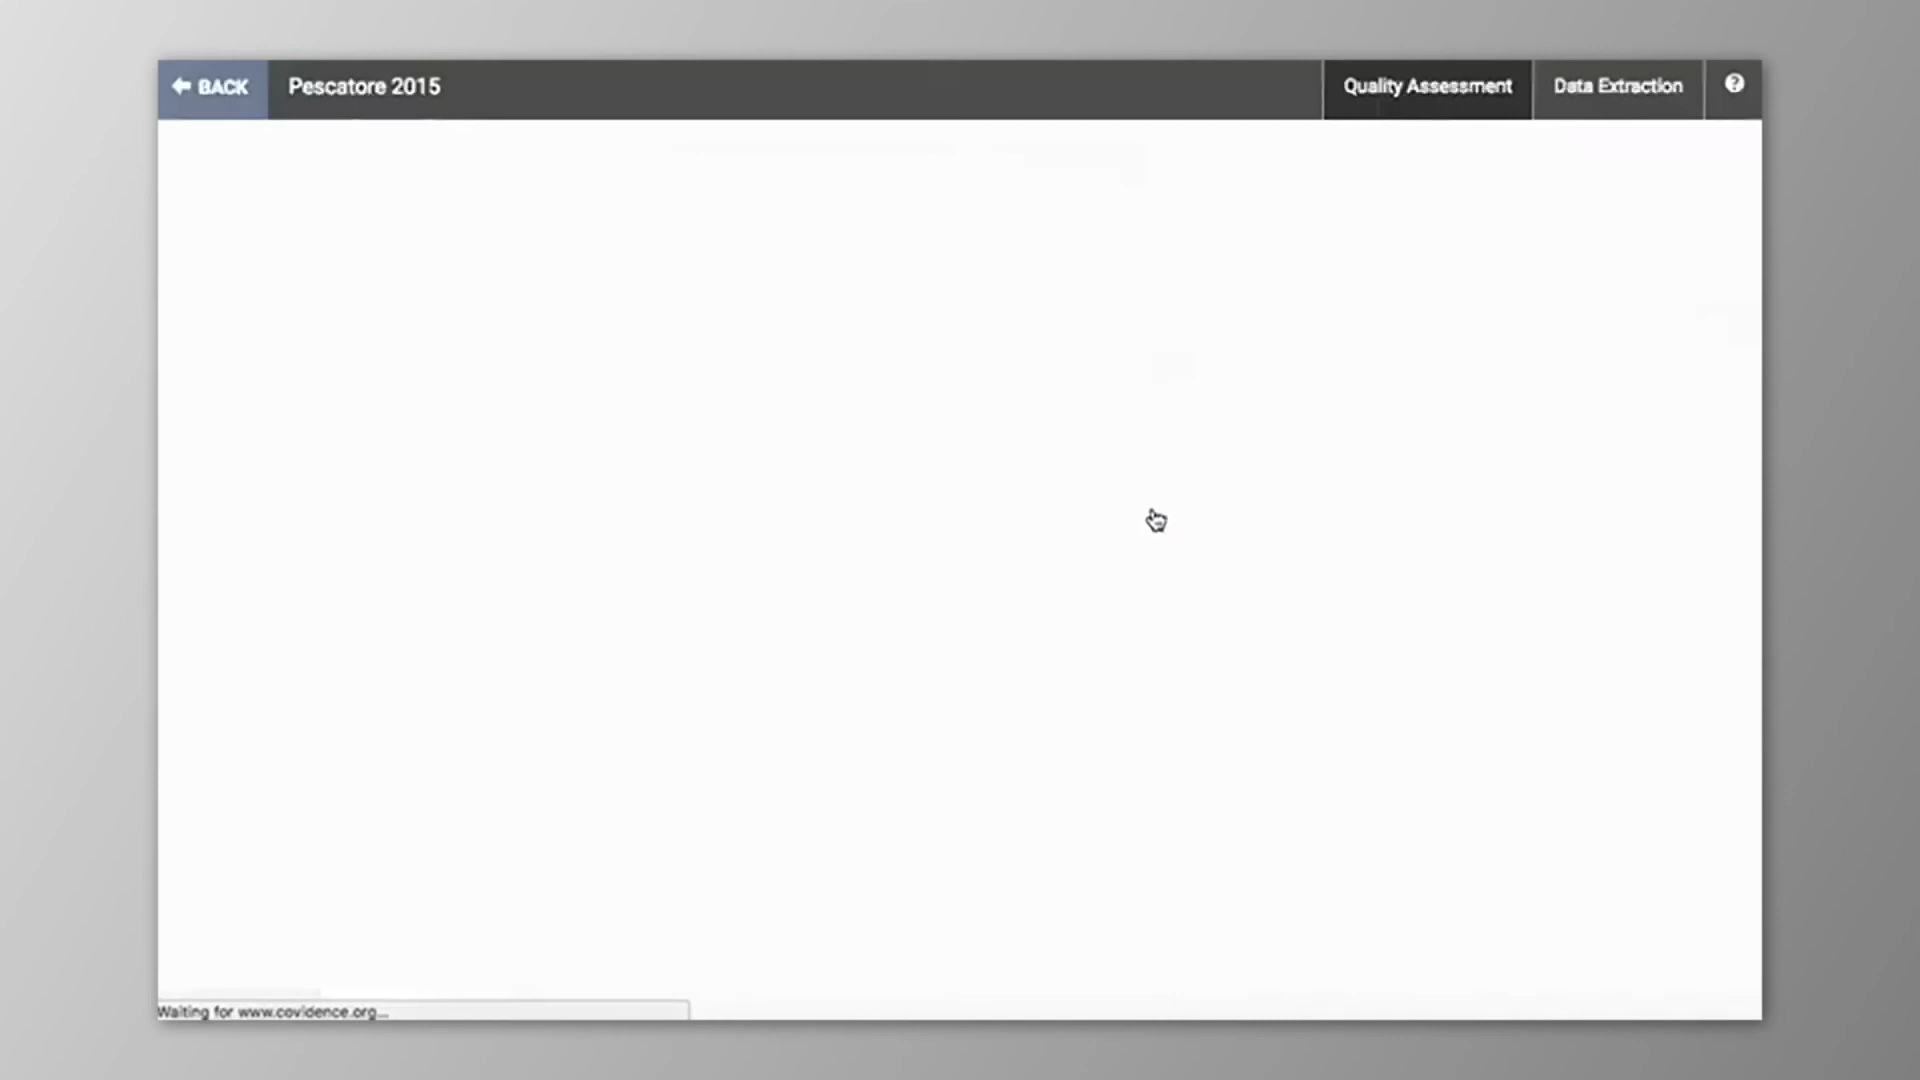 BACK
Pescatore 2015
Quality Assessment
Data Extraction
?
Waiting for www.covidence.org...